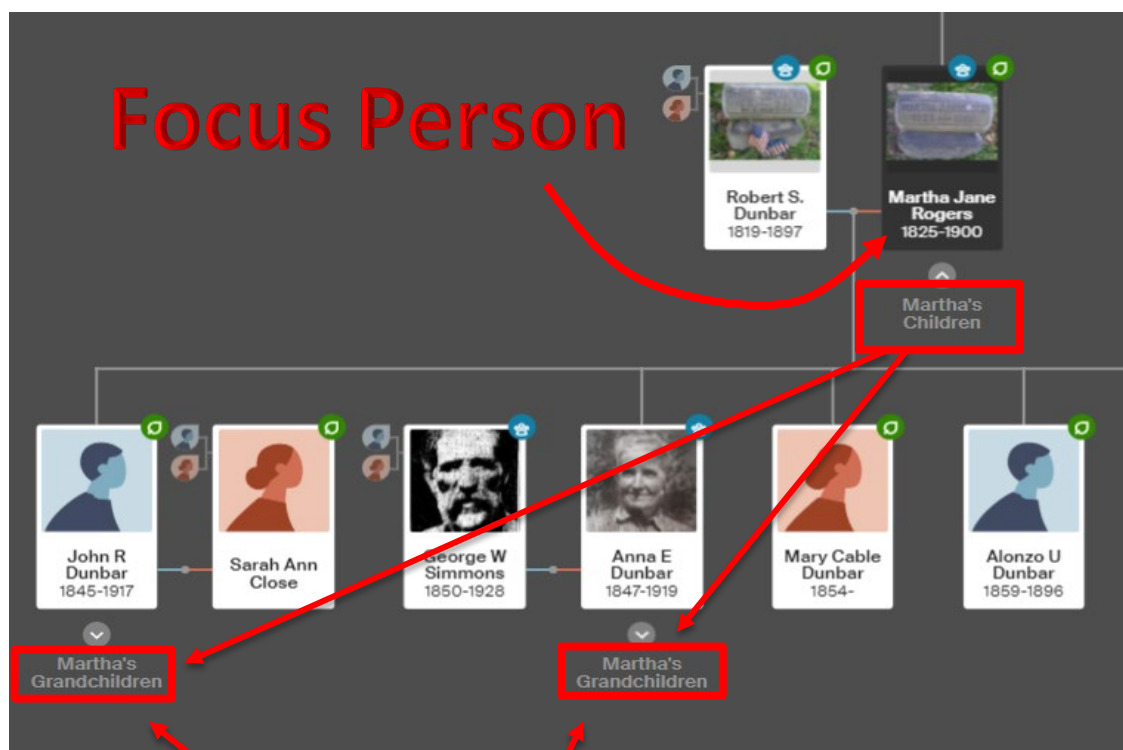 Focus Person
Robert S.
Dunbar
1819-1897
Martha Jane
Rogers
1825-1900
Martha's
Children
John R
Dunbar
1845-1917
Sarah Ann
Close
George W
Simmons
1850-1928
Anna E
Dunbar
1847-1919
Mary Cable
Dunbar
1854-
Alonzo U
Dunbar
1859-1896
Martha's
Grandchildren
Martha's
Grandchildren